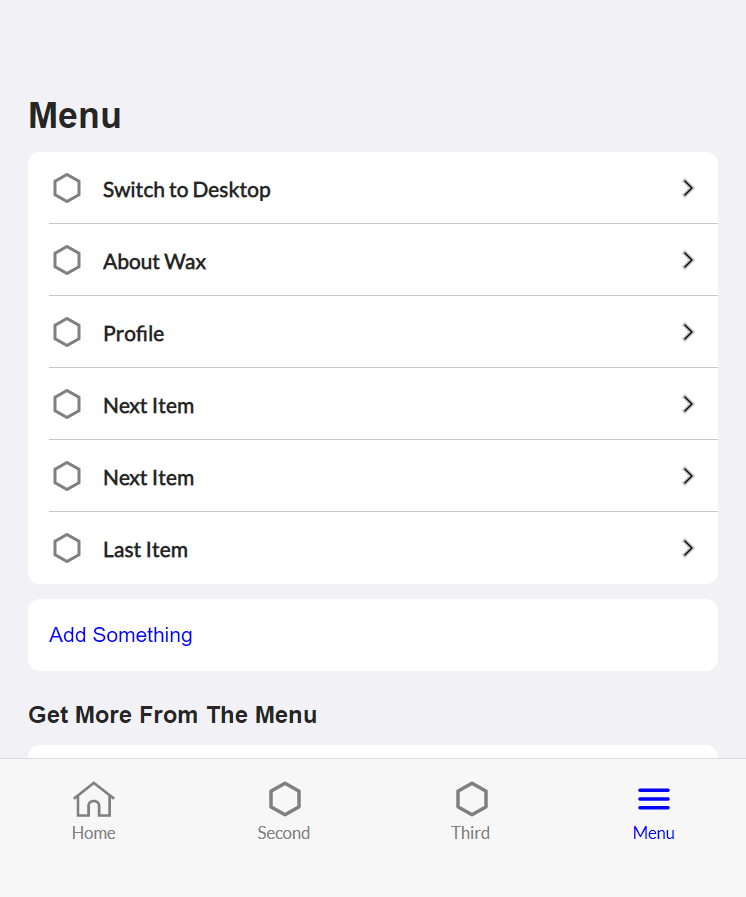 Menu
Switch to Desktop
About Wax
Profile
Next Item
Next Item
Last Item
Add Something
Get More From The Menu
Home
Second
Third
Menu